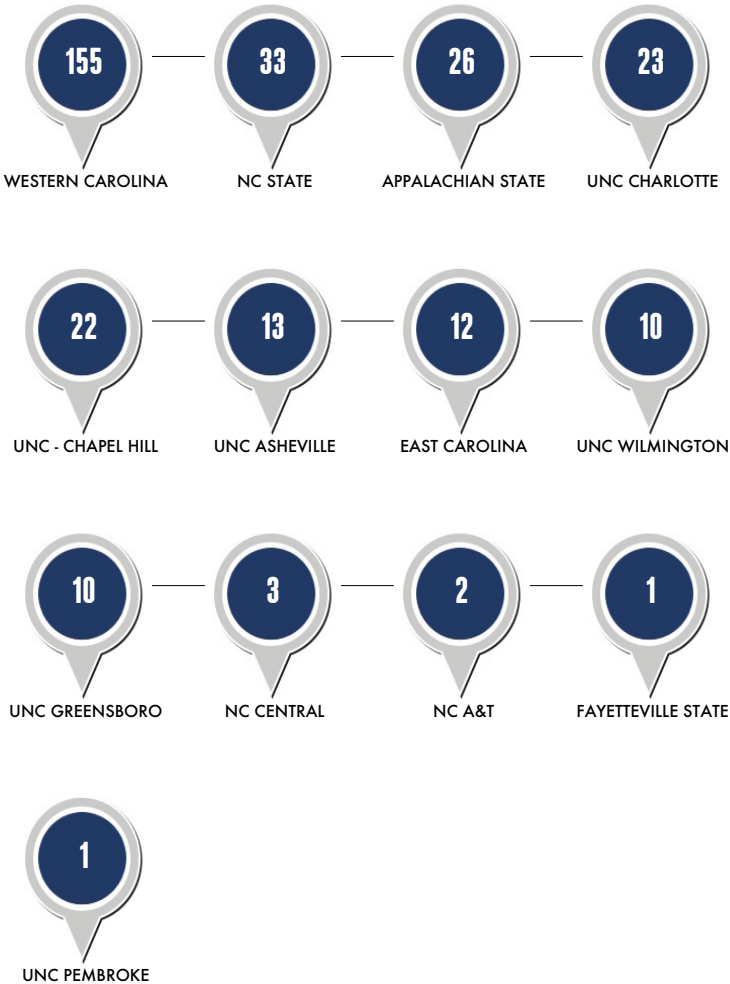 155 33 26 23
WESTERN CAROLINA NC STATE APPALACHIAN STATE UNC CHARLOTTE
22 13 12 10
UNC - CHAPEL HILL UNC ASHEVILLE EAST CAROLINA UNC WILMINGTON
10 3 2 1
UNC GREENSBORO NC CENTRAL NC A&T FAYETTEVILLE STATE
1
UNC PEMBROKE